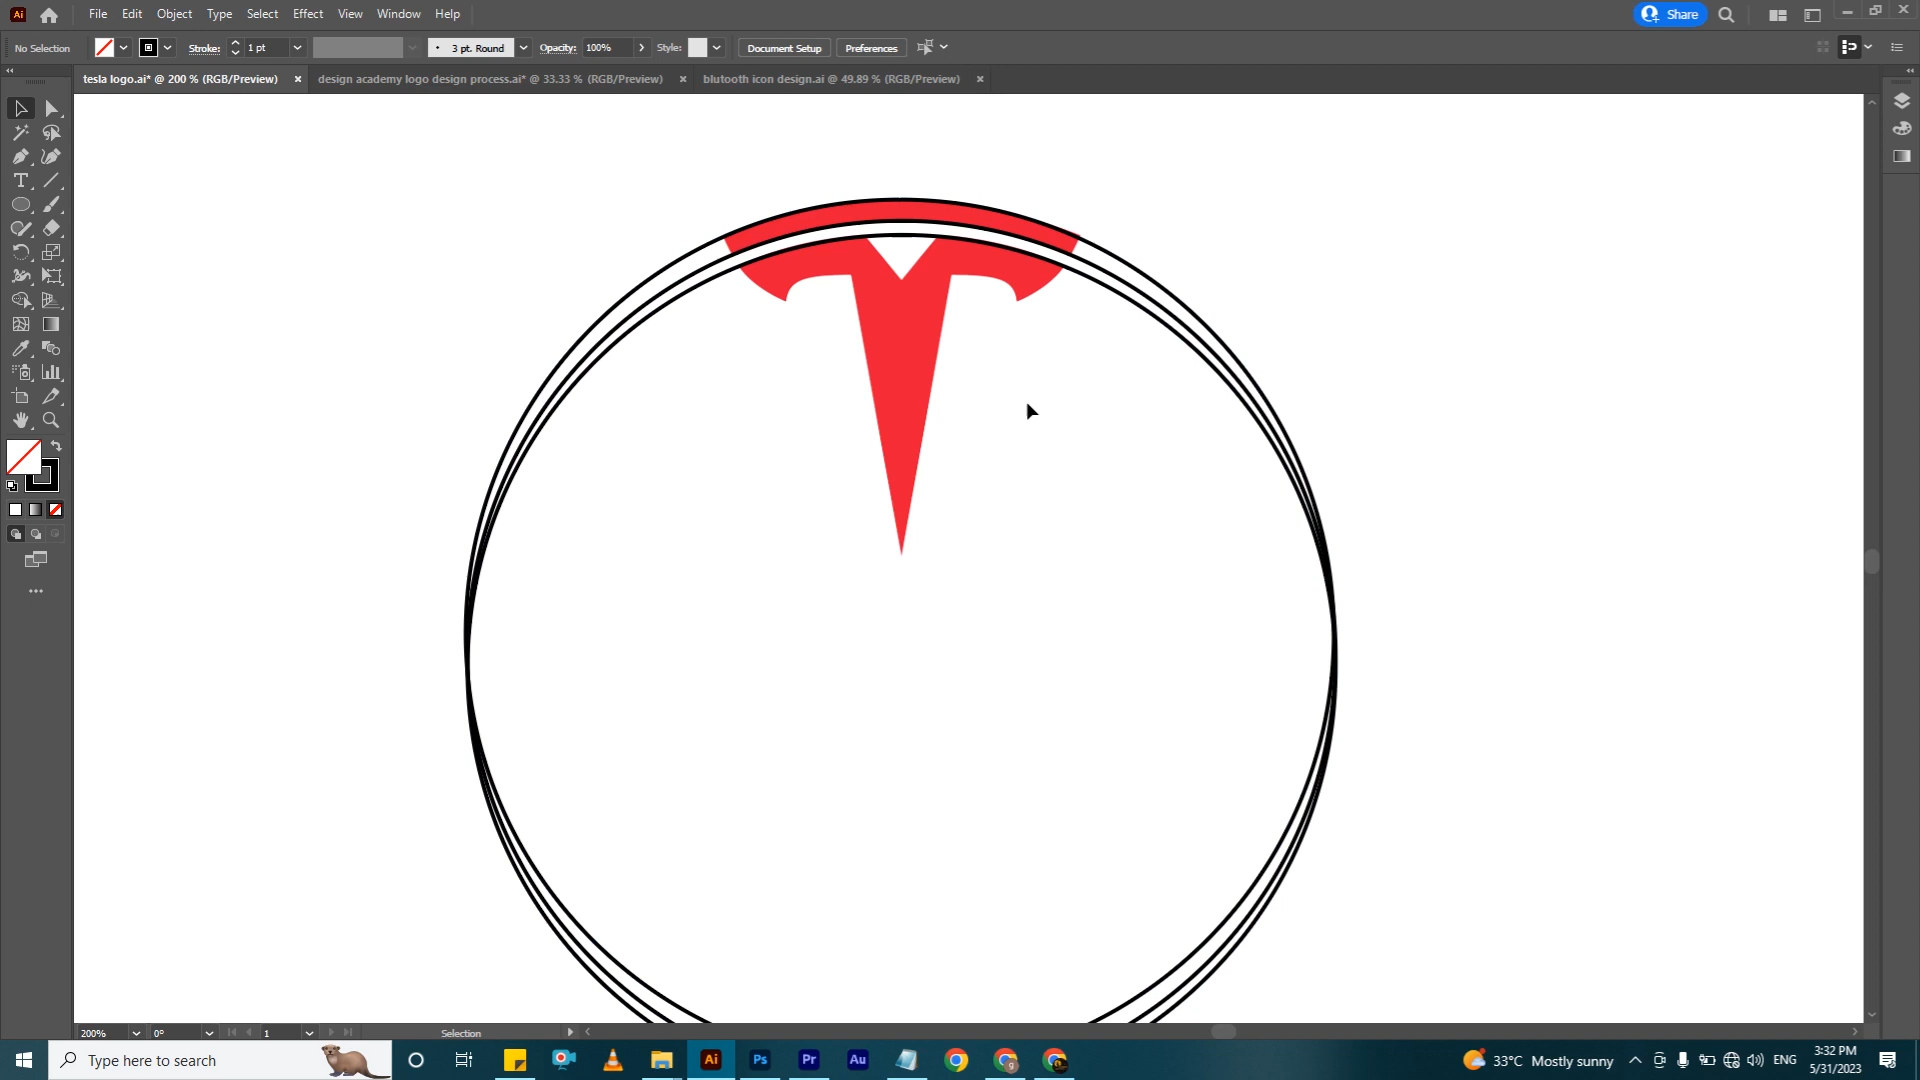 Ai File Edit Object Type Select Effect View Window Help Share
No Selection Stroke: 1 pt 3 pt. Round Opacity: 100% Style: Document Setup Preferences
tesla logo.ai* @ 200 % (RGB/Preview) × design academy logo design process.ai* @ 33.33 % (RGB/Preview) × blutooth icon design.ai @ 49.89 % (RGB/Preview) ×
200% 0° 1 Selection
Type here to search Ai Ps Pr Au 33°C Mostly sunny ENG 3:32 PM
5/31/2023